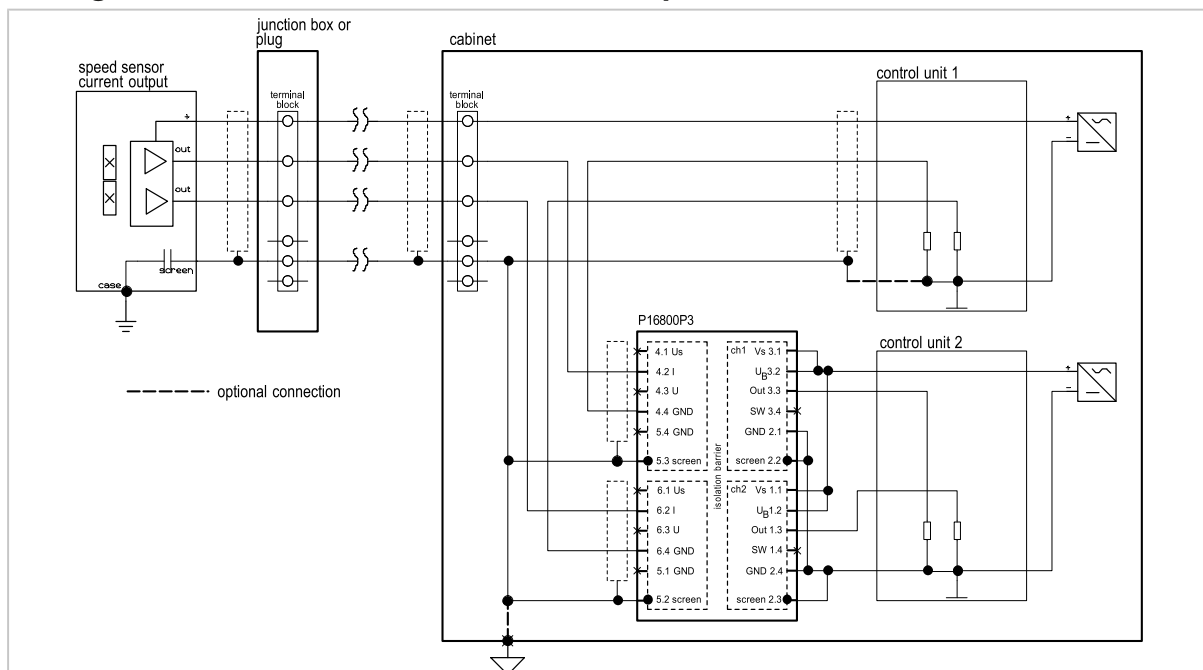 junction box or
plug
cabinet
speed sensor
current output
terminal
block
terminal
block
control unit 1
+
out
out
screen
case
+
-
P16800P3
control unit 2
optional connection
4.1 Us
4.2 I
4.3 U
4.4 GND
5.4 GND
5.3 screen
ch1 Vs 3.1
UB3.2
Out 3.3
SW 3.4
GND 2.1
screen 2.2
isolation barrier
6.1 Us
6.2 I
6.3 U
6.4 GND
5.1 GND
5.2 screen
ch2 Vs 1.1
UB1.2
Out 1.3
SW 1.4
GND 2.4
screen 2.3
+
-